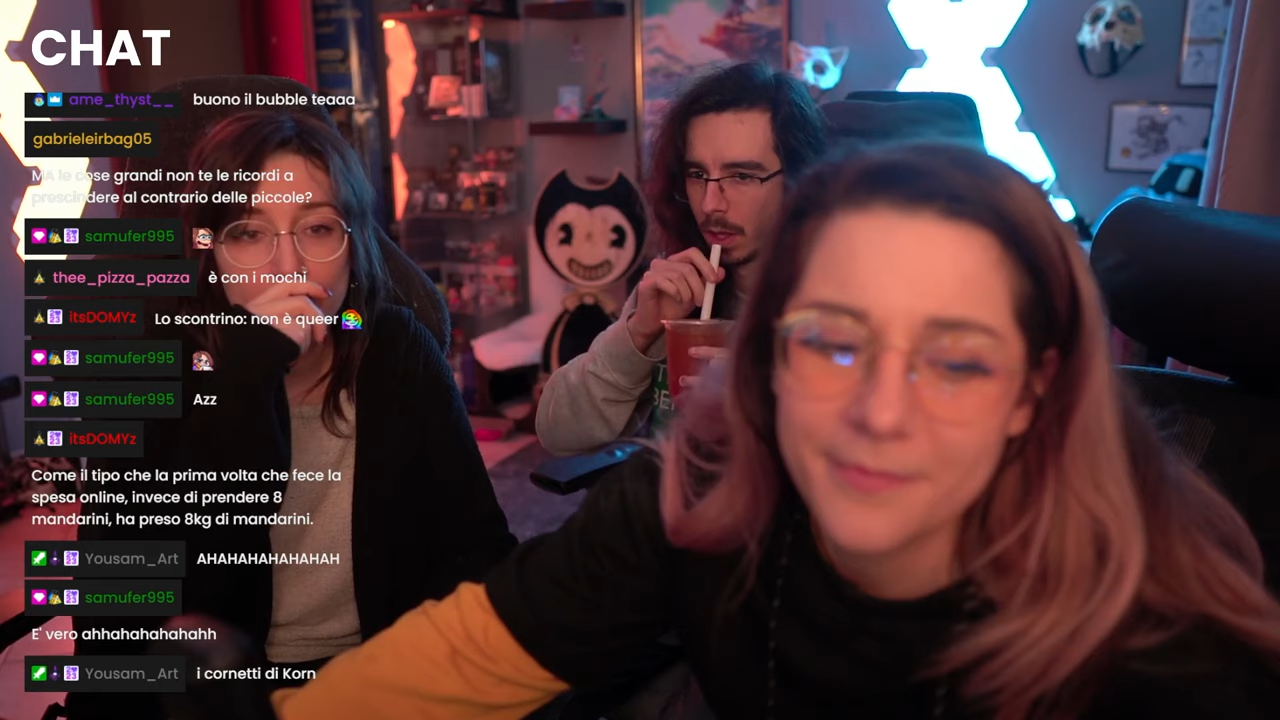 CHAT
ame_thyst__ buono il bubble teaaa
gabrieleirbag05
MA le cose grandi non te le ricordi a
prescindere al contrario delle piccole?
samufer995
thee_pizza_pazza è con i mochi
itsDOMYz Lo scontrino: non è queer
samufer995
samufer995 Azz
itsDOMYz
Come il tipo che la prima volta che fece la
spesa online, invece di prendere 8
mandarini, ha preso 8kg di mandarini.
Yousam_Art AHAHAHAHAHAHAH
samufer995
E' vero ahhahahahahahh
Yousam_Art i cornetti di Korn